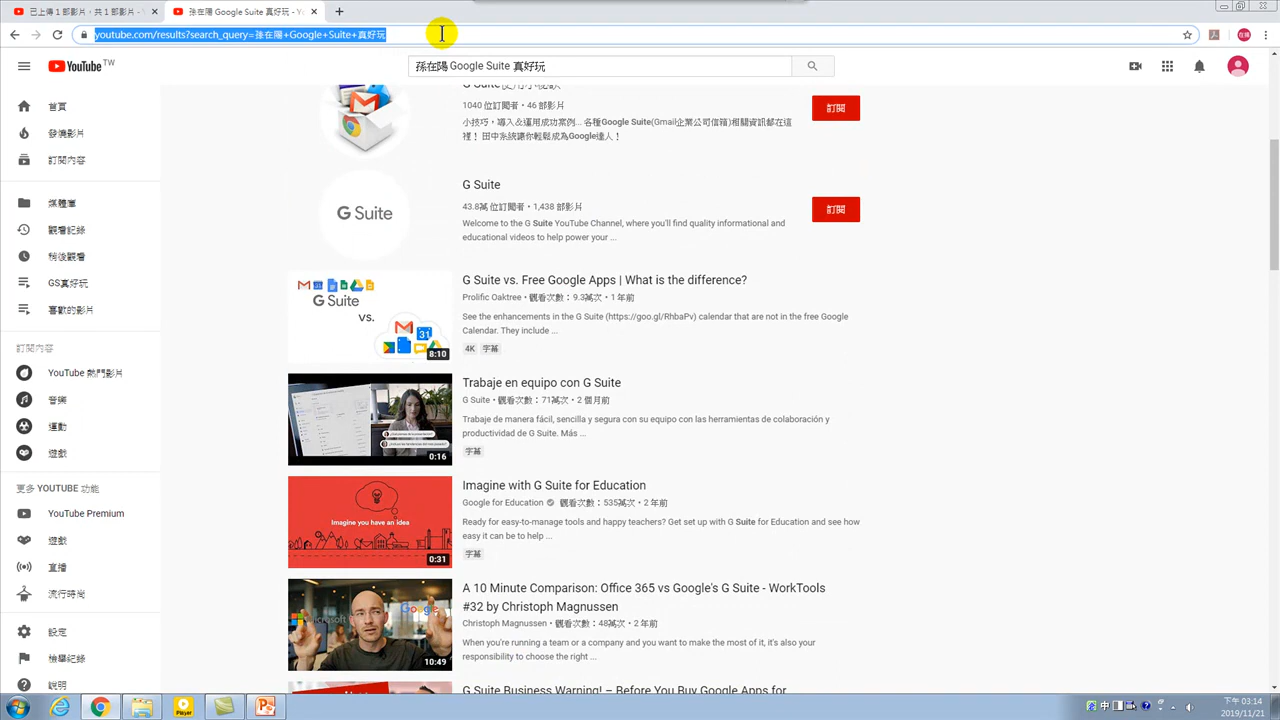 已上傳 1 部影片，共 1 部影片 - YouT
孫在陽 Google Suite 真好玩 - Yo
youtube.com/results?search_query=孫在陽+Google+Suite+真好玩
在陽
YouTube TW
孫在陽 Google Suite 真好玩
首頁
發燒影片
訂閱內容
媒體庫
觀看記錄
稍後觀看
GS真好玩
喜歡的影片
訂閱內容
YouTube 熱門影片
音樂
運動
遊戲
更多 YOUTUBE 功能
YouTube Premium
遊戲
直播
流行時尚
設定
檢舉記錄
說明
G Suite使用小秘訣
1040 位訂閱者 • 46 部影片
小技巧，導入&運用成功案例... 各種Google Suite(Gmail企業公司信箱)相關資訊都在這
裡！ 田中系統讓你輕鬆成為Google達人！
訂閱
G Suite
G Suite
43.8萬 位訂閱者 • 1,438 部影片
Welcome to the G Suite YouTube Channel, where you'll find quality informational and
educational videos to help power your ...
訂閱
G Suite
vs.
31
8:10
G Suite vs. Free Google Apps | What is the difference?
Prolific Oaktree • 觀看次數：9.3萬次 • 1 年前
See the enhancements in the G Suite (https://goo.gl/RhbaPv) calendar that are not in the free Google
Calendar. They include ...
4K 字幕
0:16
Trabaje en equipo con G Suite
G Suite • 觀看次數：71萬次 • 2 個月前
Trabaje de manera fácil, sencilla y segura con su equipo con las herramientas de colaboración y
productividad de G Suite. Más ...
字幕
Imagine you have an idea
0:31
Imagine with G Suite for Education
Google for Education 觀看次數：535萬次 • 2 年前
Ready for easy-to-manage tools and happy teachers? Get set up with G Suite for Education and see how
easy it can be to help ...
字幕
Microsoft
Google
10:49
A 10 Minute Comparison: Office 365 vs Google's G Suite - WorkTools
#32 by Christoph Magnussen
Christoph Magnussen • 觀看次數：48萬次 • 2 年前
When you're running a team or a company and you want to make the most of it, it's also your
responsibility to choose the right ...
G Suite Business Warning! – Before You Buy Google Apps for
Player
中
下午 03:14
2019/11/21